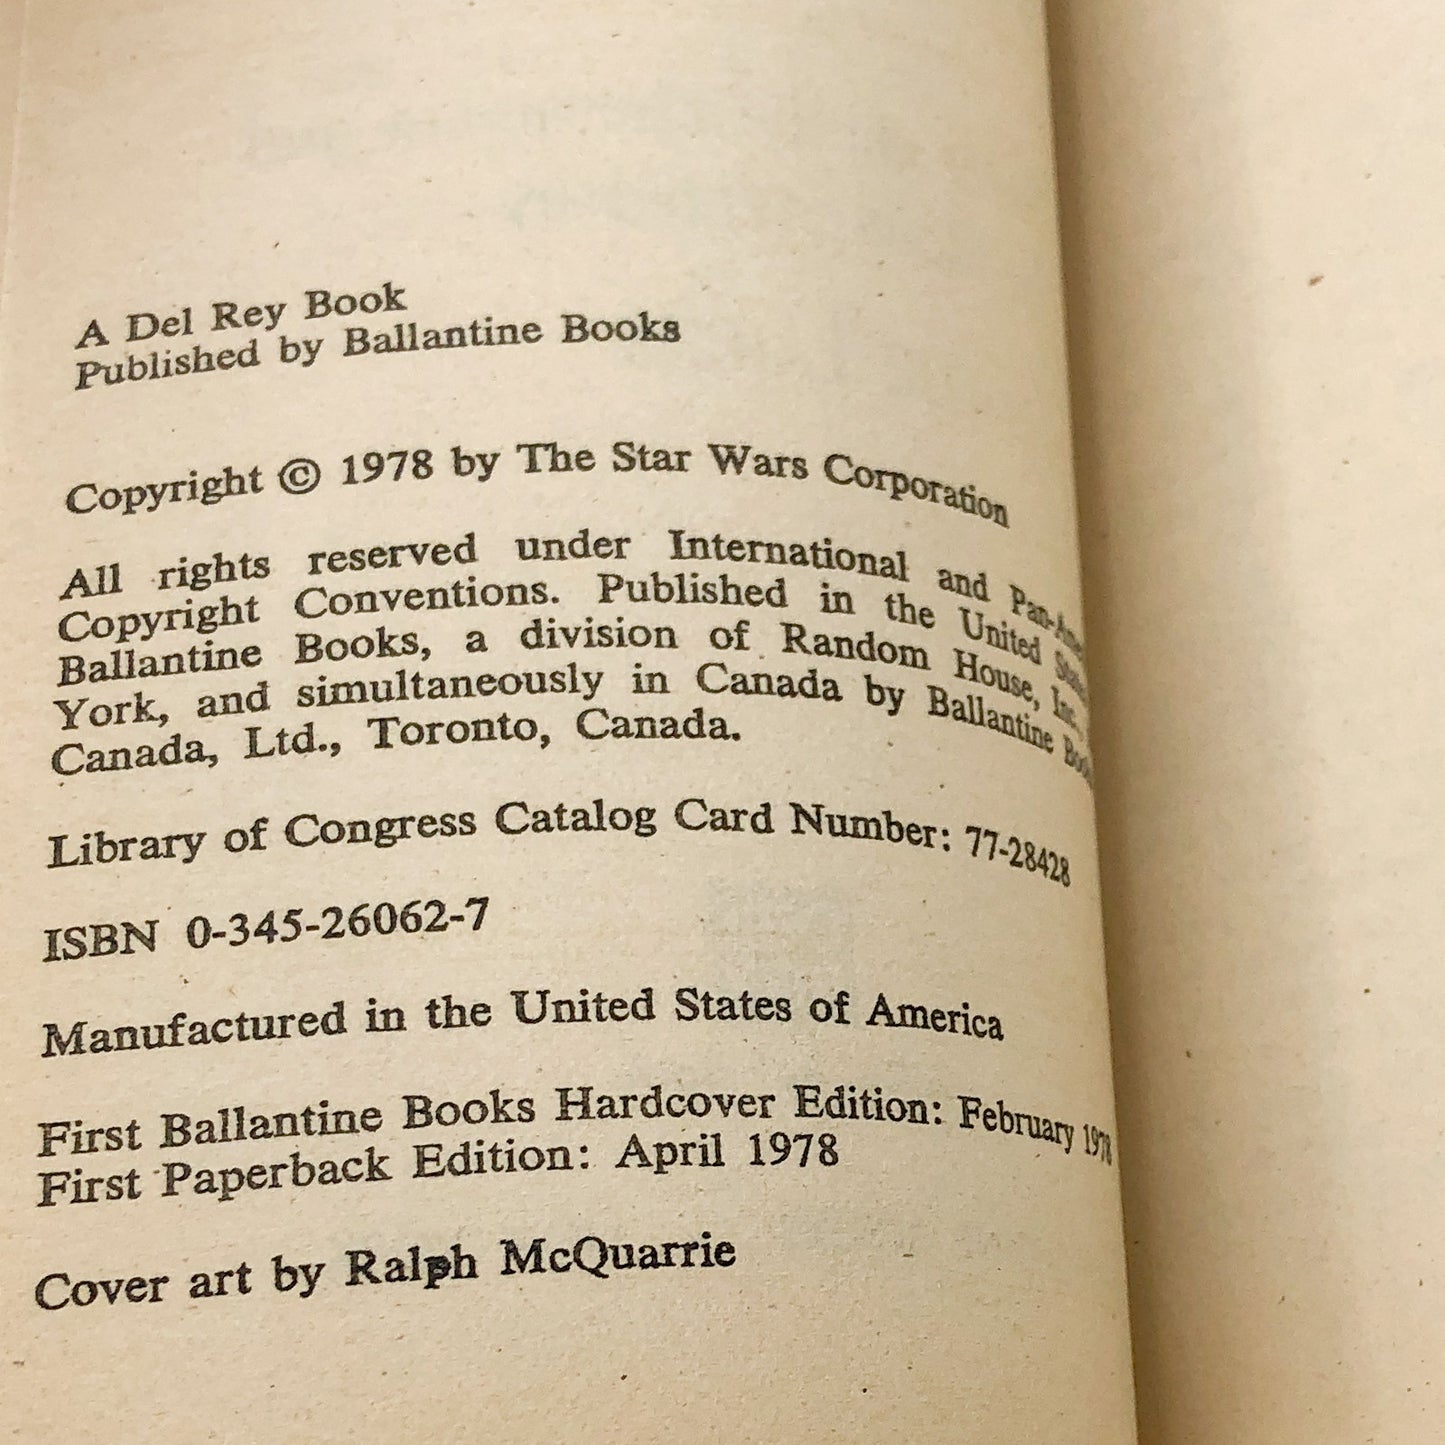 A Del Rey Book
Published by Ballantine Books
Copyright © 1978 by The Star Wars Corporation
All rights reserved under International and
Copyright Conventions. Published in the United
Ballantine Books, a division of Random House, Inc.,
York, and simultaneously in Canada by Ballantine
Canada, Ltd., Toronto, Canada.
Library of Congress Catalog Card Number: 77-28428
ISBN 0-345-26062-7
Manufactured in the United States of America
First Ballantine Books Hardcover Edition: February 1978
First Paperback Edition: April 1978
Cover art by Ralph McQuarrie